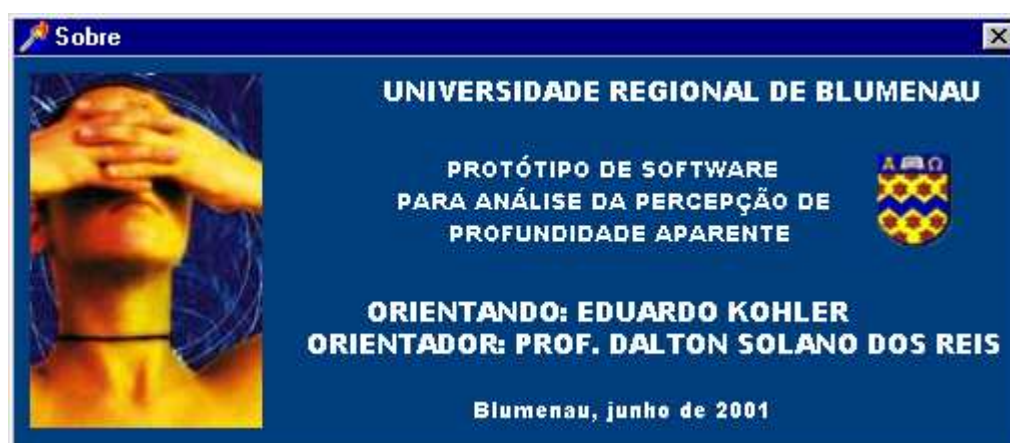 Sobre
UNIVERSIDADE REGIONAL DE BLUMENAU
PROTÓTIPO DE SOFTWARE
PARA ANÁLISE DA PERCEPÇÃO DE
PROFUNDIDADE APARENTE
Α Ω
ORIENTANDO: EDUARDO KOHLER
ORIENTADOR: PROF. DALTON SOLANO DOS REIS
Blumenau, junho de 2001